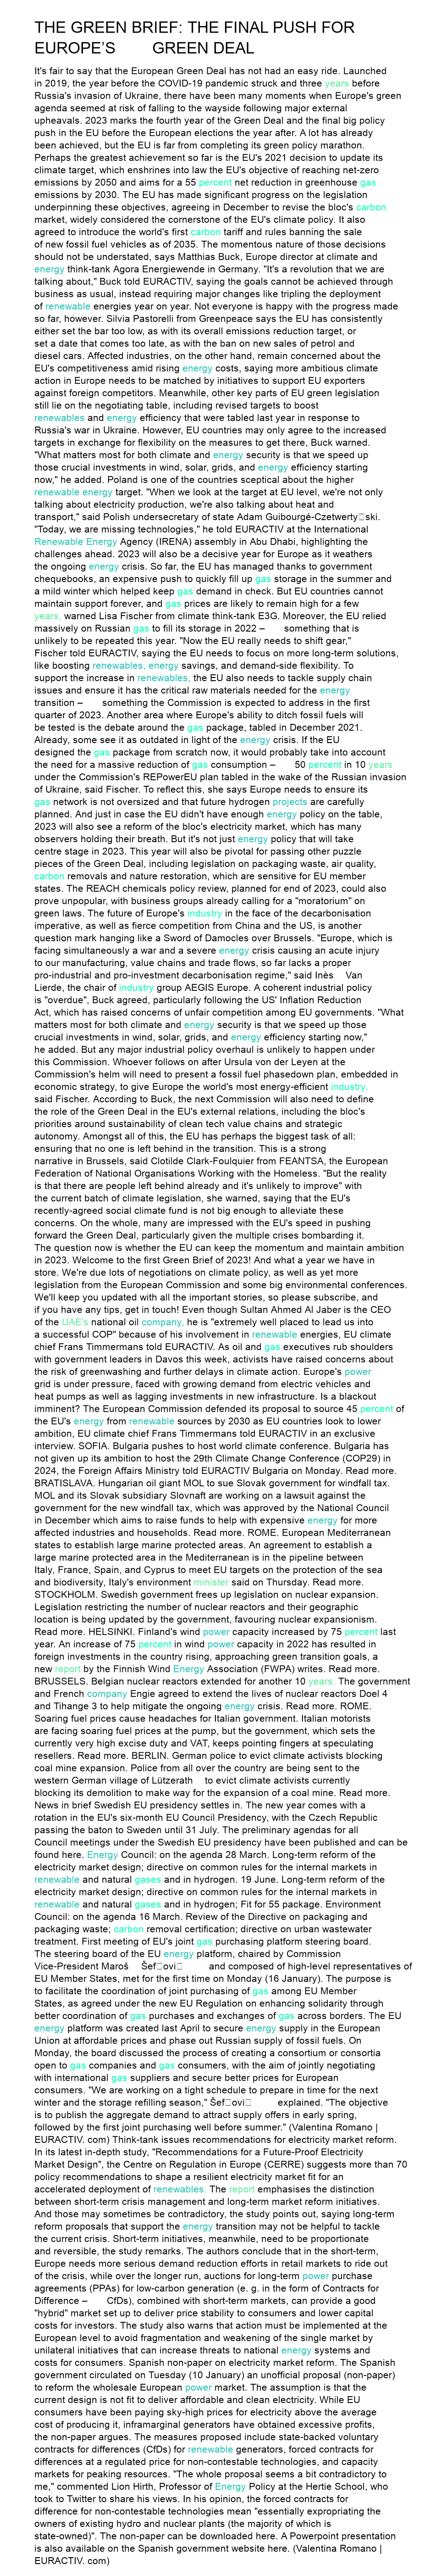 THE GREEN BRIEF: THE FINAL PUSH FOR
EUROPE'S GREEN DEAL
It's fair to say that the European Green Deal has not had an easy ride. Launched
in 2019, the year before the COVID-19 pandemic struck and three years before
Russia's invasion of Ukraine, there have been many moments when Europe's green
agenda seemed at risk of falling to the wayside following major external
upheavals. 2023 marks the fourth year of the Green Deal and the final big policy
push in the EU before the European elections the year after. A lot has already
been achieved, but the EU is far from completing its green policy marathon.
Perhaps the greatest achievement so far is the EU's 2021 decision to update its
climate target, which enshrines into law the EU's objective of reaching net-zero
emissions by 2050 and aims for a 55 percent net reduction in greenhouse gas
emissions by 2030. The EU has made significant progress on the legislation
underpinning these objectives, agreeing in December to revise the bloc's carbon
market, widely considered the cornerstone of the EU's climate policy. It also
agreed to introduce the world's first carbon tariff and rules banning the sale
of new fossil fuel vehicles as of 2035. The momentous nature of those decisions
should not be understated, says Matthias Buck, Europe director at climate and
energy think-tank Agora Energiewende in Germany. "It's a revolution that we are
talking about," Buck told EURACTIV, saying the goals cannot be achieved through
business as usual, instead requiring major changes like tripling the deployment
of renewable energies year on year. Not everyone is happy with the progress made
so far, however. Silvia Pastorelli from Greenpeace says the EU has consistently
either set the bar too low, as with its overall emissions reduction target, or
set a date that comes too late, as with the ban on new sales of petrol and
diesel cars. Affected industries, on the other hand, remain concerned about the
EU's competitiveness amid rising energy costs, saying more ambitious climate
action in Europe needs to be matched by initiatives to support EU exporters
against foreign competitors. Meanwhile, other key parts of EU green legislation
still lie on the negotiating table, including revised targets to boost
renewables and energy efficiency that were tabled last year in response to
Russia's war in Ukraine. However, EU countries may only agree to the increased
targets in exchange for flexibility on the measures to get there, Buck warned.
"What matters most for both climate and energy security is that we speed up
those crucial investments in wind, solar, grids, and energy efficiency starting
now," he added. Poland is one of the countries sceptical about the higher
renewable energy target. "When we look at the target at EU level, we're not only
talking about electricity production, we're also talking about heat and
transport," said Polish undersecretary of state Adam Guibourgé-Czetwerty□ski.
"Today, we are missing technologies," he told EURACTIV at the International
Renewable Energy Agency (IRENA) assembly in Abu Dhabi, highlighting the
challenges ahead. 2023 will also be a decisive year for Europe as it weathers
the ongoing energy crisis. So far, the EU has managed thanks to government
chequebooks, an expensive push to quickly fill up gas storage in the summer and
a mild winter which helped keep gas demand in check. But EU countries cannot
maintain support forever, and gas prices are likely to remain high for a few
years, warned Lisa Fischer from climate think-tank E3G. Moreover, the EU relied
massively on Russian gas to fill its storage in 2022 – something that is
unlikely to be repeated this year. "Now the EU really needs to shift gear,"
Fischer told EURACTIV, saying the EU needs to focus on more long-term solutions,
like boosting renewables, energy savings, and demand-side flexibility. To
support the increase in renewables, the EU also needs to tackle supply chain
issues and ensure it has the critical raw materials needed for the energy
transition – something the Commission is expected to address in the first
quarter of 2023. Another area where Europe's ability to ditch fossil fuels will
be tested is the debate around the gas package, tabled in December 2021.
Already, some see it as outdated in light of the energy crisis. If the EU
designed the gas package from scratch now, it would probably take into account
the need for a massive reduction of gas consumption – 50 percent in 10 years
under the Commission's REPowerEU plan tabled in the wake of the Russian invasion
of Ukraine, said Fischer. To reflect this, she says Europe needs to ensure its
gas network is not oversized and that future hydrogen projects are carefully
planned. And just in case the EU didn't have enough energy policy on the table,
2023 will also see a reform of the bloc's electricity market, which has many
observers holding their breath. But it's not just energy policy that will take
centre stage in 2023. This year will also be pivotal for passing other puzzle
pieces of the Green Deal, including legislation on packaging waste, air quality,
carbon removals and nature restoration, which are sensitive for EU member
states. The REACH chemicals policy review, planned for end of 2023, could also
prove unpopular, with business groups already calling for a "moratorium" on
green laws. The future of Europe's industry in the face of the decarbonisation
imperative, as well as fierce competition from China and the US, is another
question mark hanging like a Sword of Damocles over Brussels. "Europe, which is
facing simultaneously a war and a severe energy crisis causing an acute injury
to our manufacturing, value chains and trade flows, so far lacks a proper
pro-industrial and pro-investment decarbonisation regime," said Inès Van
Lierde, the chair of industry group AEGIS Europe. A coherent industrial policy
is "overdue", Buck agreed, particularly following the US' Inflation Reduction
Act, which has raised concerns of unfair competition among EU governments. "What
matters most for both climate and energy security is that we speed up those
crucial investments in wind, solar, grids, and energy efficiency starting now,"
he added. But any major industrial policy overhaul is unlikely to happen under
this Commission. Whoever follows on after Ursula von der Leyen at the
Commission's helm will need to present a fossil fuel phasedown plan, embedded in
economic strategy, to give Europe the world's most energy-efficient industry,
said Fischer. According to Buck, the next Commission will also need to define
the role of the Green Deal in the EU's external relations, including the bloc's
priorities around sustainability of clean tech value chains and strategic
autonomy. Amongst all of this, the EU has perhaps the biggest task of all:
ensuring that no one is left behind in the transition. This is a strong
narrative in Brussels, said Clotilde Clark-Foulquier from FEANTSA, the European
Federation of National Organisations Working with the Homeless. "But the reality
is that there are people left behind already and it's unlikely to improve" with
the current batch of climate legislation, she warned, saying that the EU's
recently-agreed social climate fund is not big enough to alleviate these
concerns. On the whole, many are impressed with the EU's speed in pushing
forward the Green Deal, particularly given the multiple crises bombarding it.
The question now is whether the EU can keep the momentum and maintain ambition
in 2023. Welcome to the first Green Brief of 2023! And what a year we have in
store. We're due lots of negotiations on climate policy, as well as yet more
legislation from the European Commission and some big environmental conferences.
We'll keep you updated with all the important stories, so please subscribe, and
if you have any tips, get in touch! Even though Sultan Ahmed Al Jaber is the CEO
of the UAE's national oil company, he is "extremely well placed to lead us into
a successful COP" because of his involvement in renewable energies, EU climate
chief Frans Timmermans told EURACTIV. As oil and gas executives rub shoulders
with government leaders in Davos this week, activists have raised concerns about
the risk of greenwashing and further delays in climate action. Europe's power
grid is under pressure, faced with growing demand from electric vehicles and
heat pumps as well as lagging investments in new infrastructure. Is a blackout
imminent? The European Commission defended its proposal to source 45 percent of
the EU's energy from renewable sources by 2030 as EU countries look to lower
ambition, EU climate chief Frans Timmermans told EURACTIV in an exclusive
interview. SOFIA. Bulgaria pushes to host world climate conference. Bulgaria has
not given up its ambition to host the 29th Climate Change Conference (COP29) in
2024, the Foreign Affairs Ministry told EURACTIV Bulgaria on Monday. Read more.
BRATISLAVA. Hungarian oil giant MOL to sue Slovak government for windfall tax.
MOL and its Slovak subsidiary Slovnaft are working on a lawsuit against the
government for the new windfall tax, which was approved by the National Council
in December which aims to raise funds to help with expensive energy for more
affected industries and households. Read more. ROME. European Mediterranean
states to establish large marine protected areas. An agreement to establish a
large marine protected area in the Mediterranean is in the pipeline between
Italy, France, Spain, and Cyprus to meet EU targets on the protection of the sea
and biodiversity, Italy's environment minister said on Thursday. Read more.
STOCKHOLM. Swedish government frees up legislation on nuclear expansion.
Legislation restricting the number of nuclear reactors and their geographic
location is being updated by the government, favouring nuclear expansionism.
Read more. HELSINKI. Finland's wind power capacity increased by 75 percent last
year. An increase of 75 percent in wind power capacity in 2022 has resulted in
foreign investments in the country rising, approaching green transition goals, a
new report by the Finnish Wind Energy Association (FWPA) writes. Read more.
BRUSSELS. Belgian nuclear reactors extended for another 10 years. The government
and French company Engie agreed to extend the lives of nuclear reactors Doel 4
and Tihange 3 to help mitigate the ongoing energy crisis. Read more. ROME.
Soaring fuel prices cause headaches for Italian government. Italian motorists
are facing soaring fuel prices at the pump, but the government, which sets the
currently very high excise duty and VAT, keeps pointing fingers at speculating
resellers. Read more. BERLIN. German police to evict climate activists blocking
coal mine expansion. Police from all over the country are being sent to the
western German village of Lützerath to evict climate activists currently
blocking its demolition to make way for the expansion of a coal mine. Read more.
News in brief Swedish EU presidency settles in. The new year comes with a
rotation in the EU's six-month EU Council Presidency, with the Czech Republic
passing the baton to Sweden until 31 July. The preliminary agendas for all
Council meetings under the Swedish EU presidency have been published and can be
found here. Energy Council: on the agenda 28 March. Long-term reform of the
electricity market design; directive on common rules for the internal markets in
renewable and natural gases and in hydrogen. 19 June. Long-term reform of the
electricity market design; directive on common rules for the internal markets in
renewable and natural gases and in hydrogen; Fit for 55 package. Environment
Council: on the agenda 16 March. Review of the Directive on packaging and
packaging waste; carbon removal certification; directive on urban wastewater
treatment. First meeting of EU's joint gas purchasing platform steering board.
The steering board of the EU energy platform, chaired by Commission
Vice-President Maroš Šef□ovi□ and composed of high-level representatives of
EU Member States, met for the first time on Monday (16 January). The purpose is
to facilitate the coordination of joint purchasing of gas among EU Member
States, as agreed under the new EU Regulation on enhancing solidarity through
better coordination of gas purchases and exchanges of gas across borders. The EU
energy platform was created last April to secure energy supply in the European
Union at affordable prices and phase out Russian supply of fossil fuels. On
Monday, the board discussed the process of creating a consortium or consortia
open to gas companies and gas consumers, with the aim of jointly negotiating
with international gas suppliers and secure better prices for European
consumers. "We are working on a tight schedule to prepare in time for the next
winter and the storage refilling season," Šef□ovi□ explained. "The objective
is to publish the aggregate demand to attract supply offers in early spring,
followed by the first joint purchasing well before summer." (Valentina Romano |
EURACTIV. com) Think-tank issues recommendations for electricity market reform.
In its latest in-depth study, "Recommendations for a Future-Proof Electricity
Market Design", the Centre on Regulation in Europe (CERRE) suggests more than 70
policy recommendations to shape a resilient electricity market fit for an
accelerated deployment of renewables. The report emphasises the distinction
between short-term crisis management and long-term market reform initiatives.
And those may sometimes be contradictory, the study points out, saying long-term
reform proposals that support the energy transition may not be helpful to tackle
the current crisis. Short-term initiatives, meanwhile, need to be proportionate
and reversible, the study remarks. The authors conclude that in the short-term,
Europe needs more serious demand reduction efforts in retail markets to ride out
of the crisis, while over the longer run, auctions for long-term power purchase
agreements (PPAs) for low-carbon generation (e. g. in the form of Contracts for
Difference – CfDs), combined with short-term markets, can provide a good
"hybrid" market set up to deliver price stability to consumers and lower capital
costs for investors. The study also warns that action must be implemented at the
European level to avoid fragmentation and weakening of the single market by
unilateral initiatives that can increase threats to national energy systems and
costs for consumers. Spanish non-paper on electricity market reform. The Spanish
government circulated on Tuesday (10 January) an unofficial proposal (non-paper)
to reform the wholesale European power market. The assumption is that the
current design is not fit to deliver affordable and clean electricity. While EU
consumers have been paying sky-high prices for electricity above the average
cost of producing it, inframarginal generators have obtained excessive profits,
the non-paper argues. The measures proposed include state-backed voluntary
contracts for differences (CfDs) for renewable generators, forced contracts for
differences at a regulated price for non-contestable technologies, and capacity
markets for peaking resources. "The whole proposal seems a bit contradictory to
me," commented Lion Hirth, Professor of Energy Policy at the Hertie School, who
took to Twitter to share his views. In his opinion, the forced contracts for
difference for non-contestable technologies mean "essentially expropriating the
owners of existing hydro and nuclear plants (the majority of which is
state-owned)". The non-paper can be downloaded here. A Powerpoint presentation
is also available on the Spanish government website here. (Valentina Romano |
EURACTIV. com)